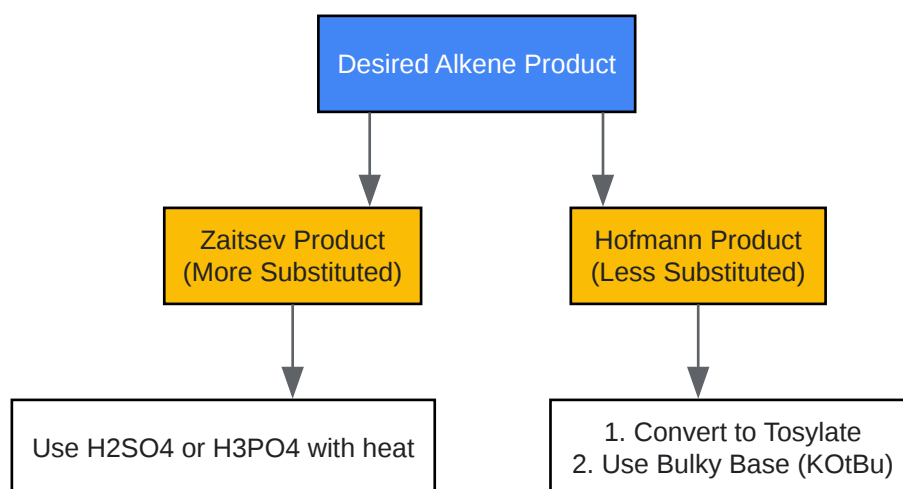 Desired Alkene Product
Zaitsev Product
(More Substituted)
Hofmann Product
(Less Substituted)
Use H2SO4 or H3PO4 with heat
1. Convert to Tosylate
2. Use Bulky Base (KOtBu)